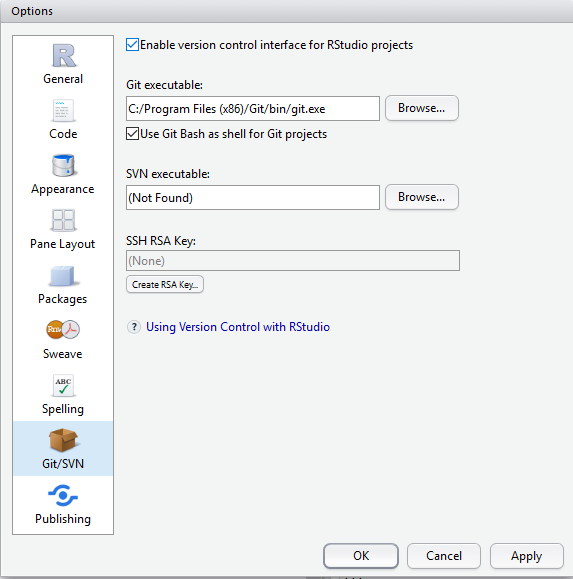 Options
General
Code
Appearance
Pane Layout
Packages
Sweave
Spelling
Git/SVN
Publishing
Enable version control interface for RStudio projects
Git executable:
C:/Program Files (x86)/Git/bin/git.exe
Browse...
Use Git Bash as shell for Git projects
SVN executable:
(Not Found)
Browse...
SSH RSA Key:
(None)
Create RSA Key...
? Using Version Control with RStudio
OK
Cancel
Apply